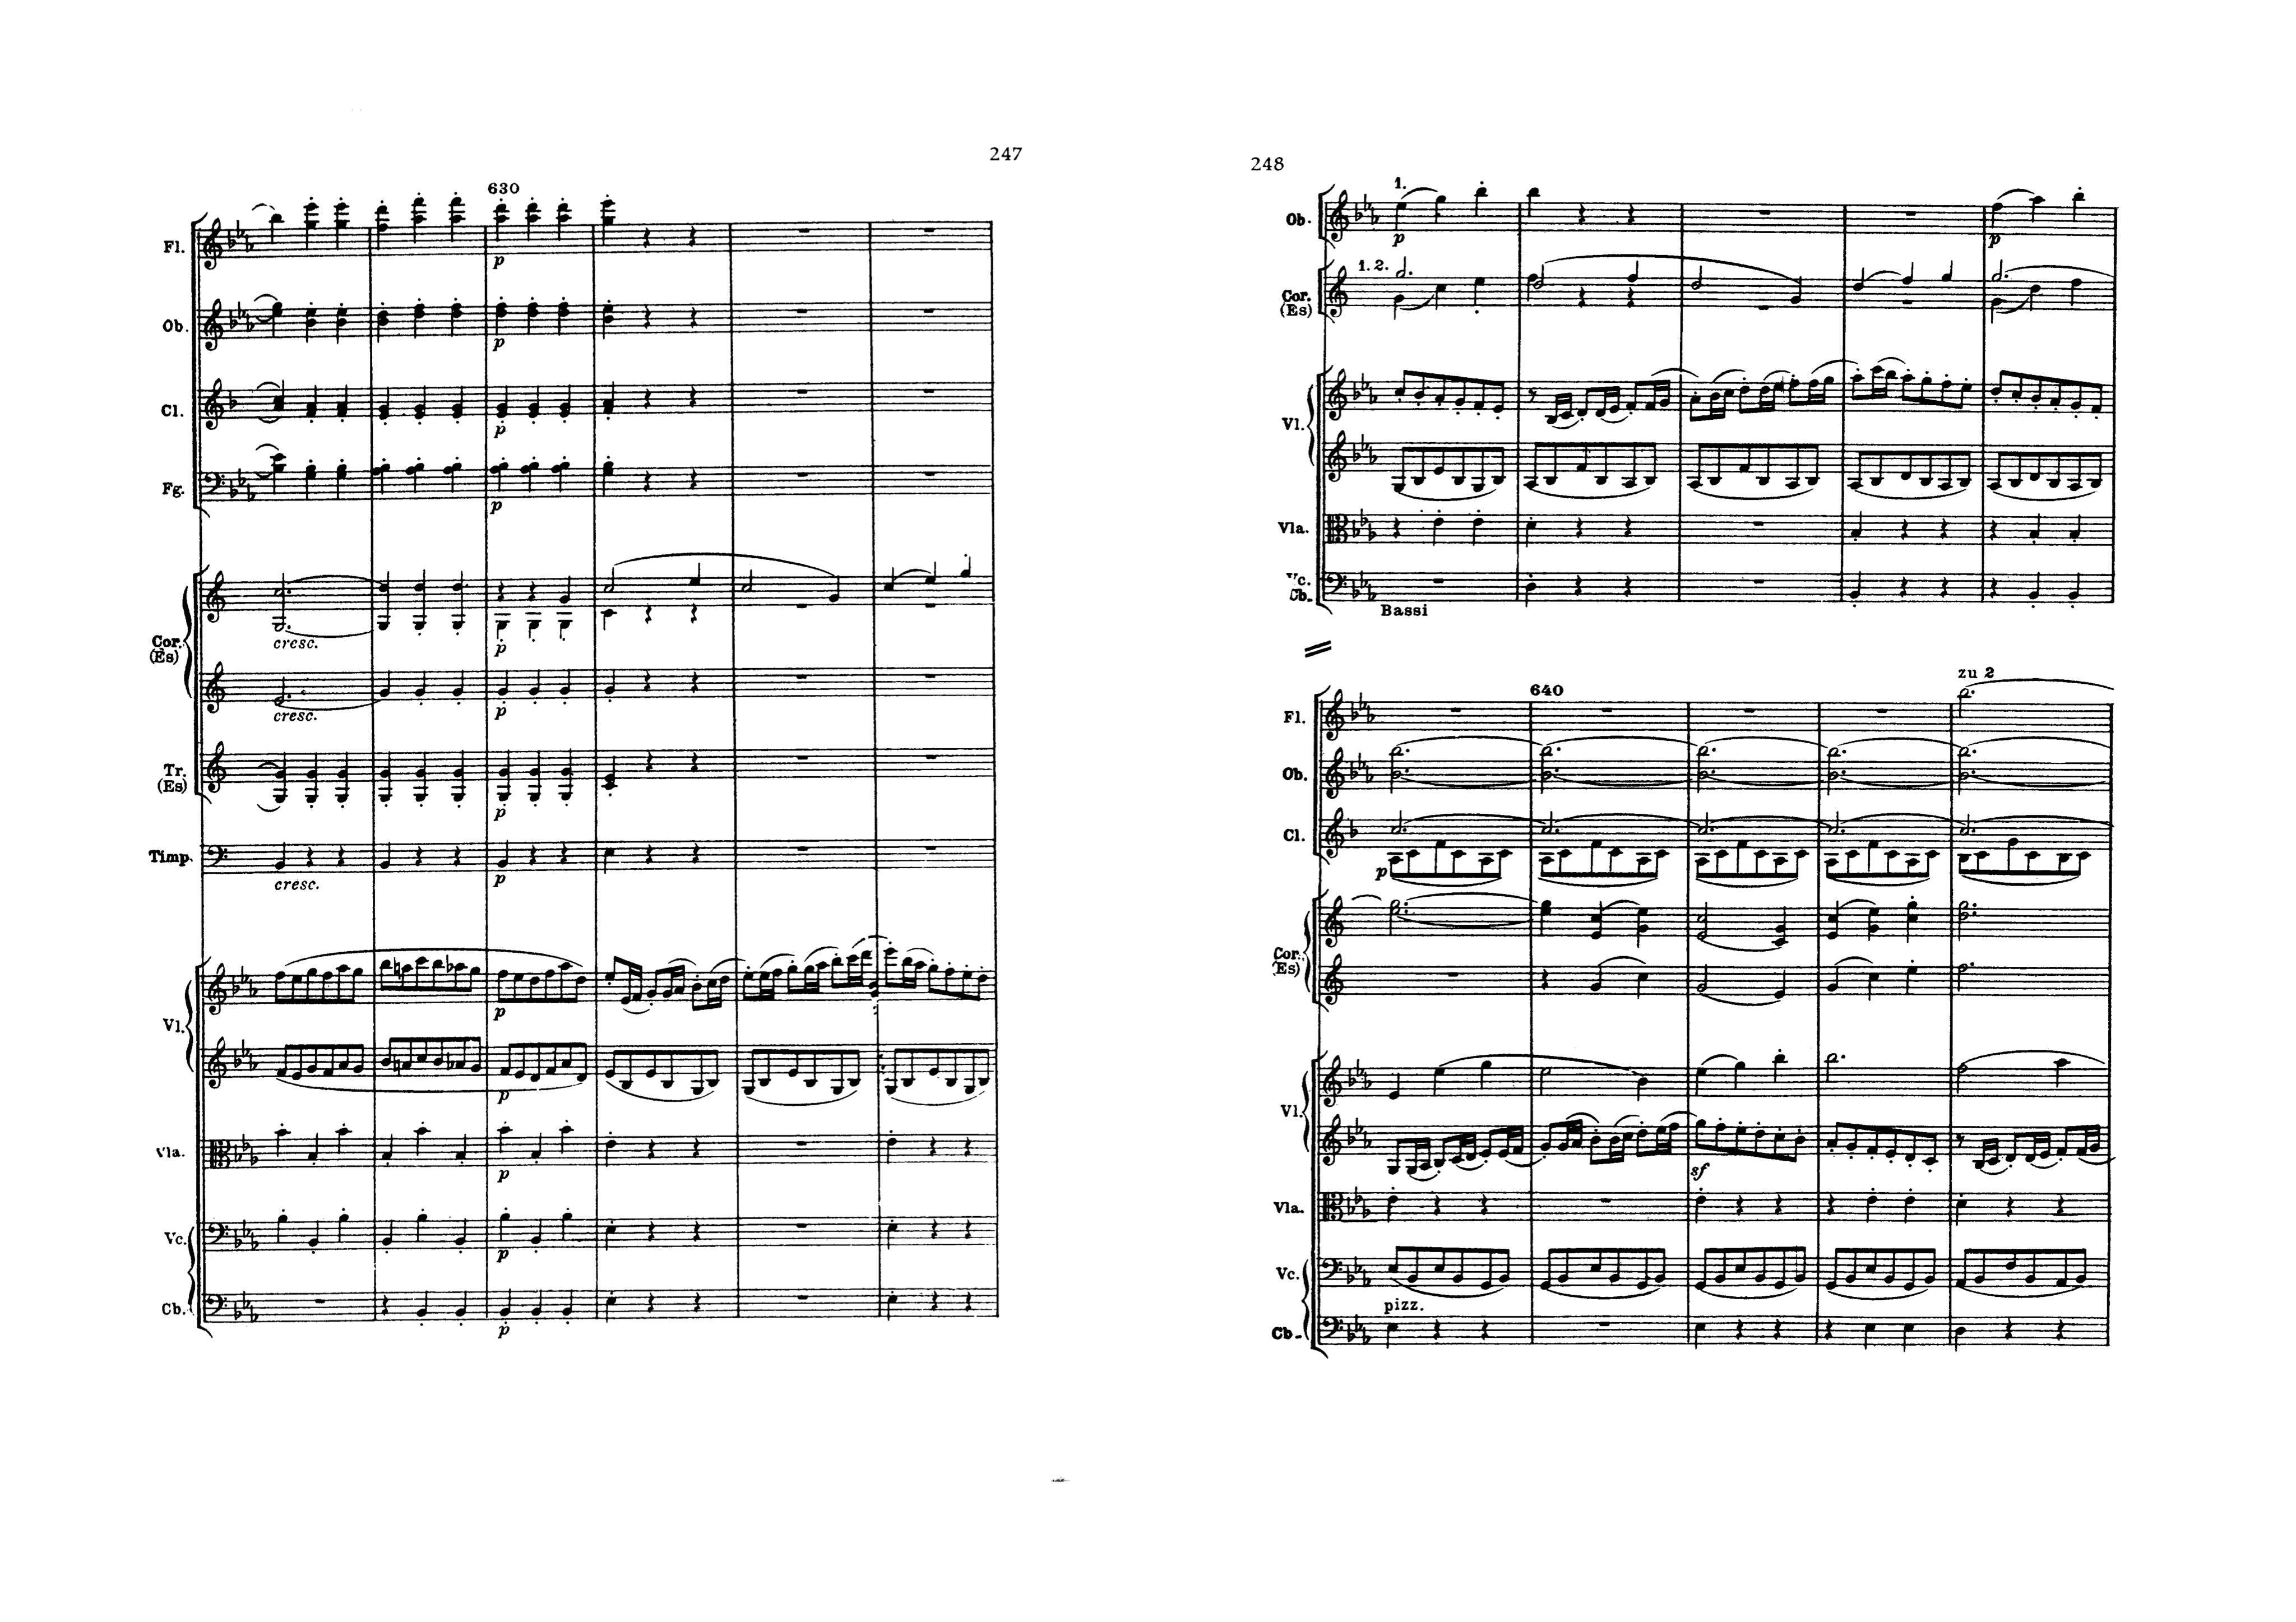 247
630
Fl.
p
Ob.
p
Cl.
p
Fg.
p
Cor.
(Es)
cresc.
p
cresc.
p
Tr.
(Es)
p
Timp.
cresc.
p
Vl.
p
p
Vla.
p
Vc.
p
Cb.
p
248
1.
Ob.
p
p
1. 2.
Cor.
(Es)
Vl.
Vla.
Vc.
Cb.
Bassi
zu 2
640
Fl.
Ob.
Cl.
p
Cor.
(Es)
Vl.
sf
Vla.
Vc.
pizz.
Cb.